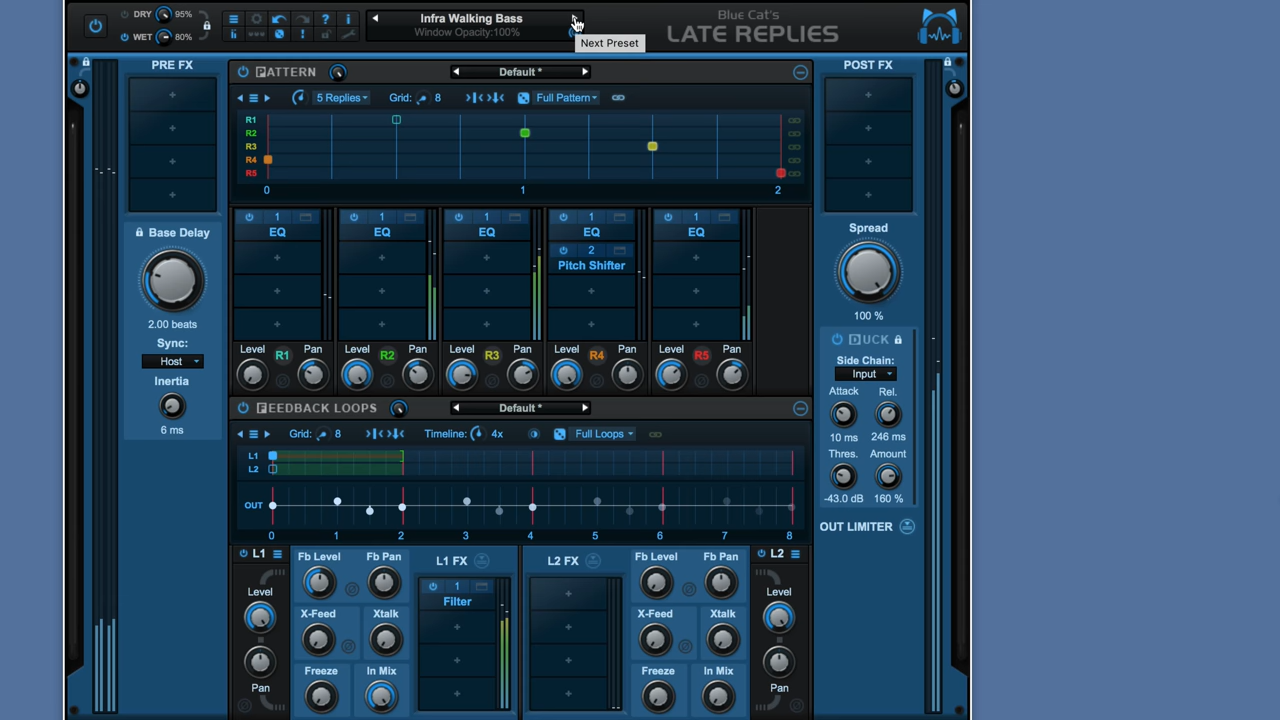 DRY 95%
WET 80%
Infra Walking Bass
Window Opacity:100%
Next Preset
Blue Cat's
LATE REPLIES
PRE FX
PATTERN
Default *
POST FX
5 Replies
Grid: 8
Full Pattern
R1
R2
R3
R4
R5
0 1 2
Base Delay
2.00 beats
Sync:
Host
Inertia
6 ms
1 1 1 1 1
EQ EQ EQ EQ EQ
2
Pitch Shifter
Level R1 Pan
Level R2 Pan
Level R3 Pan
Level R4 Pan
Level R5 Pan
Spread
100 %
DUCK
Side Chain:
Input
Attack Rel.
10 ms 246 ms
Thres. Amount
-43.0 dB 160 %
OUT LIMITER
FEEDBACK LOOPS
Default *
Grid: 8
Timeline: 4x
Full Loops
L1
L2
OUT
0 1 2 3 4 5 6 7 8
L1
Level
Pan
Fb Level Fb Pan
X-Feed Xtalk
Freeze In Mix
L1 FX
1
Filter
L2 FX
Fb Level Fb Pan
X-Feed Xtalk
Freeze In Mix
L2
Level
Pan